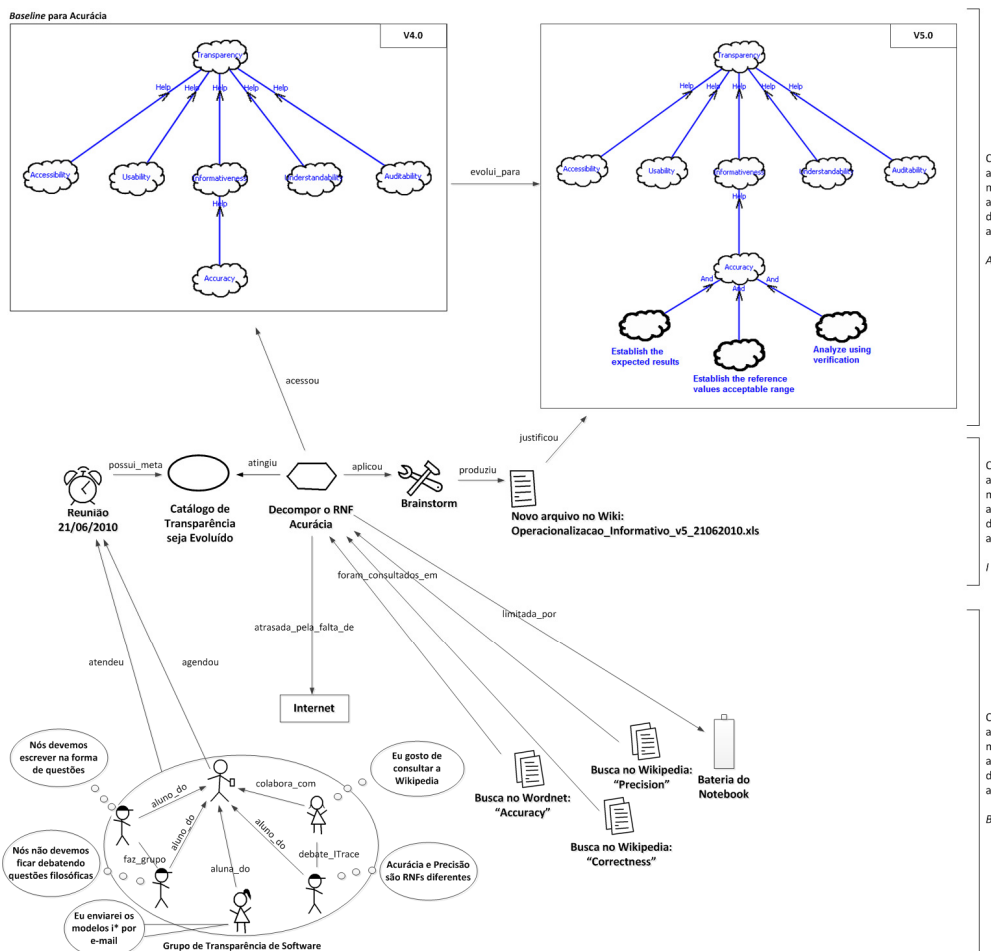 Baseline para Acurácia
V4.0
Transparency
Help
Help
Help
Help
Help
Accessibility
Usability
Informativeness
Understandability
Auditability
Help
Accuracy
evolui_para
V5.0
Transparency
Help
Help
Help
Help
Help
Accessibility
Usability
Informativeness
Understandability
Auditability
Help
Accuracy
And
And
And
Establish the
expected results
Establish the reference
values acceptable range
Analyze using
verification
acessou
justificou
Reunião
21/06/2010
possui_meta
Catálogo de
Transparência
seja Evoluído
atingiu
Decompor o RNF
Acurácia
aplicou
Brainstorm
produziu
Novo arquivo no Wiki:
Operacionalizacao_Informativo_v5_21062010.xls
foram_consultados_em
limitada_por
atrasada_pela_falta_de
atendeu
agendou
Internet
Busca no Wordnet:
“Accuracy”
Busca no Wikipedia:
“Precision”
Busca no Wikipedia:
“Correctness”
Bateria do
Notebook
Nós devemos
escrever na forma
de questões
Nós não devemos
ficar debatendo
questões filosóficas
Eu enviarei os
modelos i* por
e-mail
Eu gosto de
consultar a
Wikipedia
Acurácia e Precisão
são RNFs diferentes
aluno_do
colabora_com
aluno_do
aluno_do
faz_grupo
aluna_do
debate_ITrace
Grupo de Transparência de Software